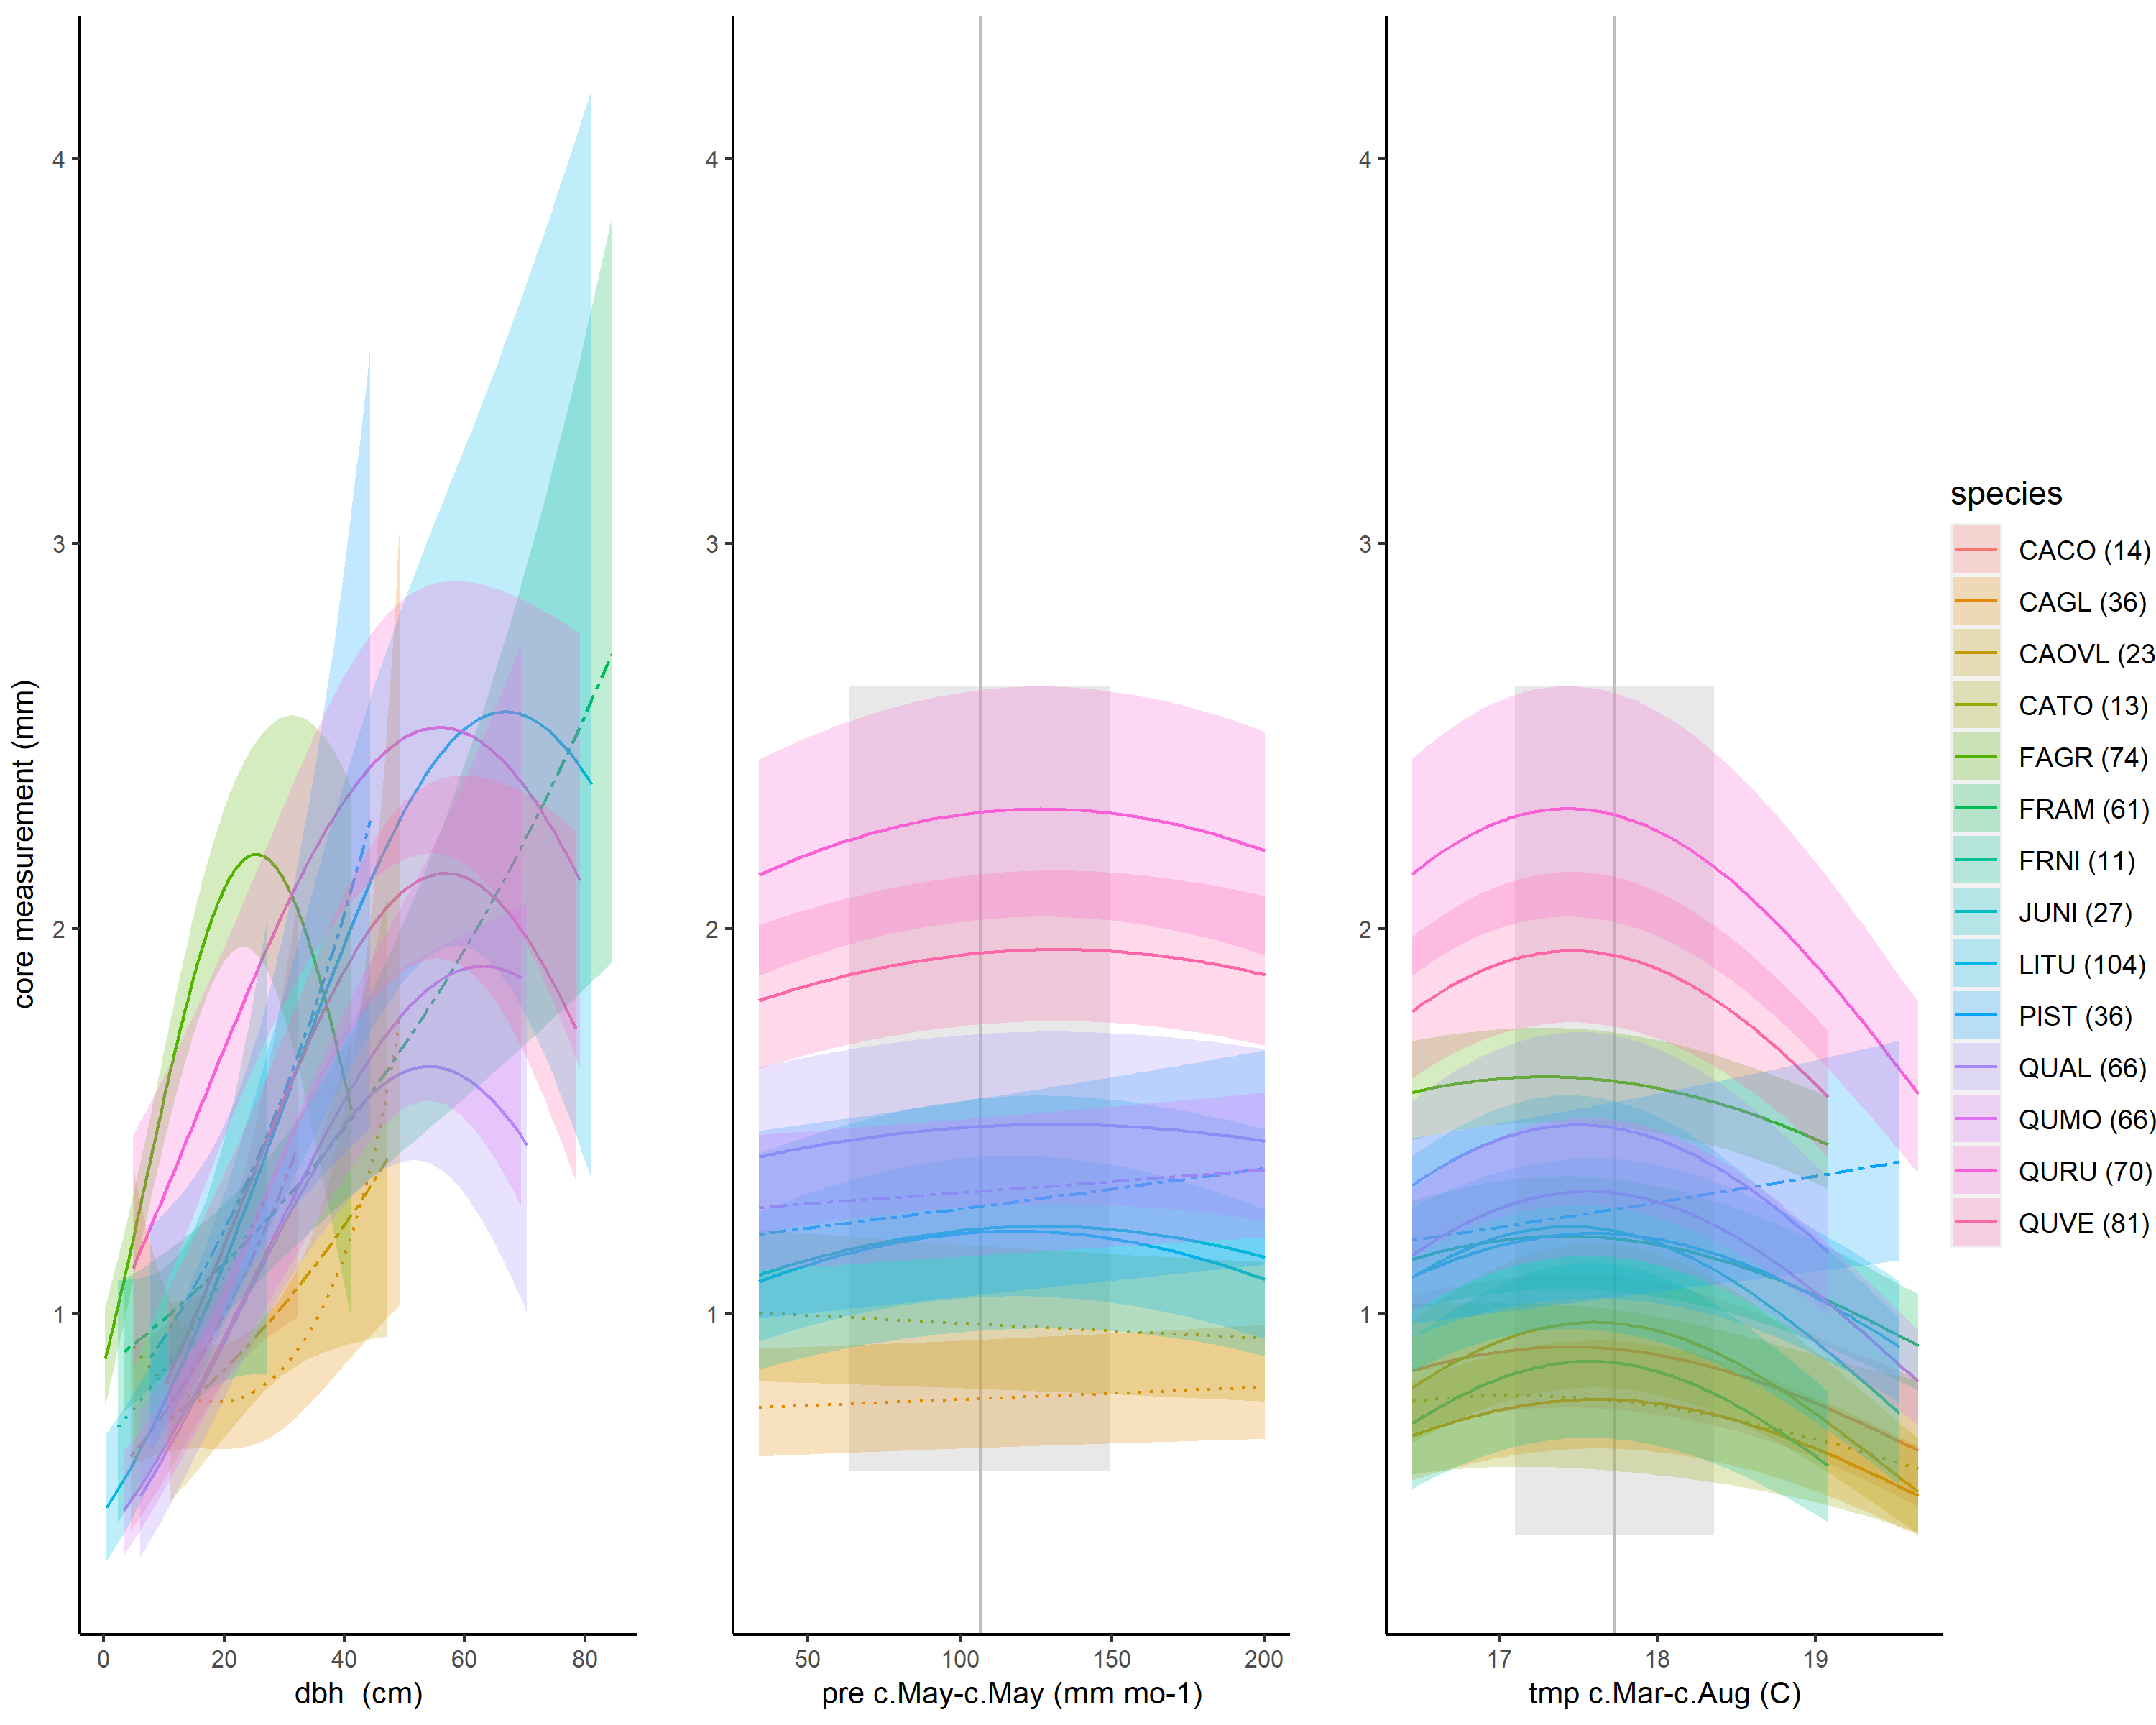 core measurement (mm)
4
3
2
1
0 20 40 60 80
dbh (cm)
4
3
2
1
50 100 150 200
pre c.May-c.May (mm mo-1)
4
3
2
1
17 18 19
tmp c.Mar-c.Aug (C)
species
CACO (14)
CAGL (36)
CAOVL (23
CATO (13)
FAGR (74)
FRAM (61)
FRNI (11)
JUNI (27)
LITU (104)
PIST (36)
QUAL (66)
QUMO (66)
QURU (70)
QUVE (81)